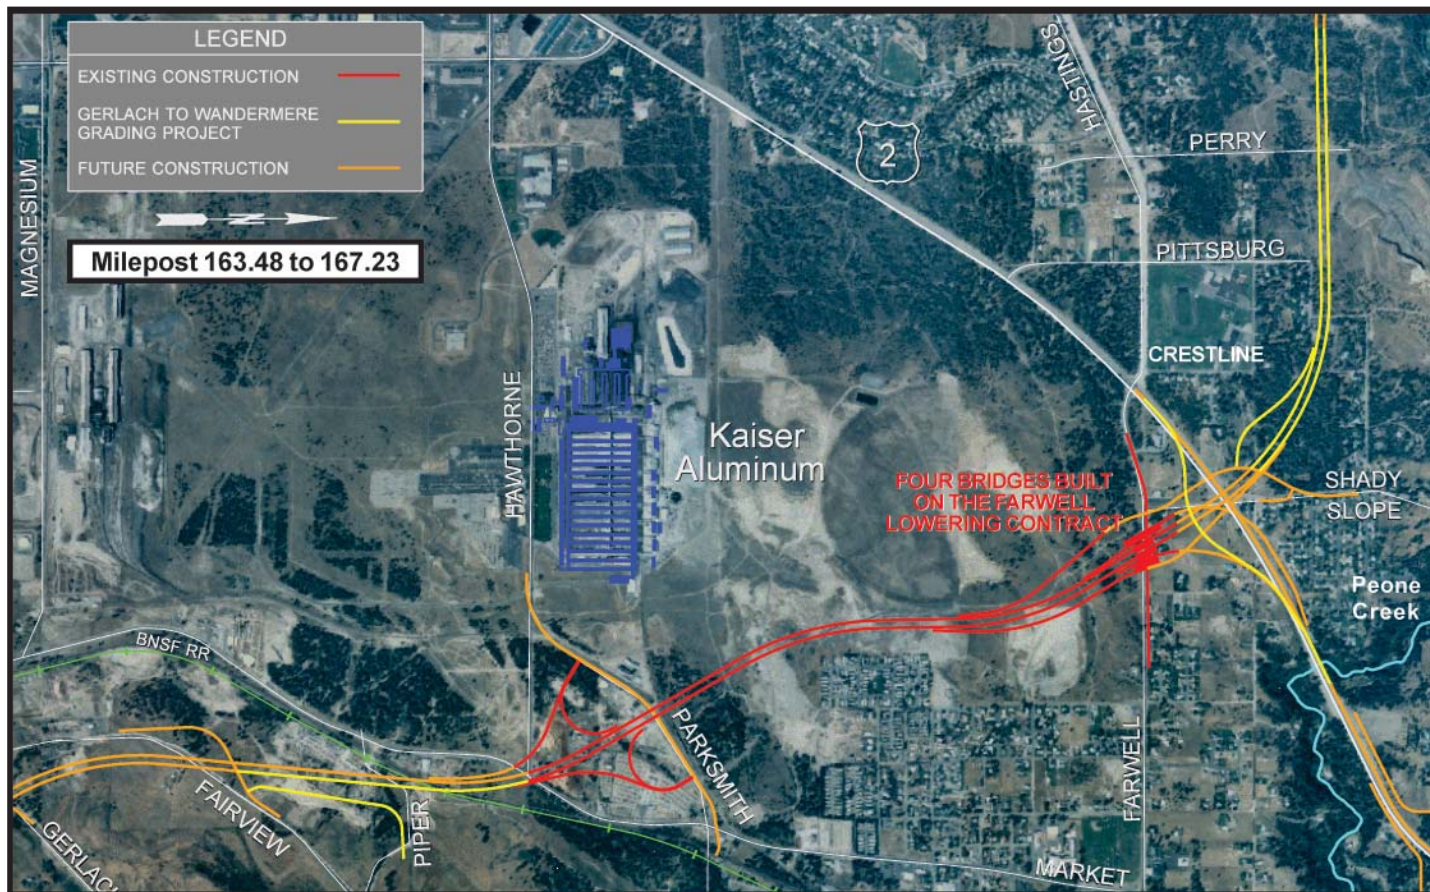 LEGEND
EXISTING CONSTRUCTION
GERLACH TO WANDERMERE
GRADING PROJECT
FUTURE CONSTRUCTION
N
Milepost 163.48 to 167.23
MAGNESIUM
HASTINGS
2
PERRY
PITTSBURG
CRESTLINE
HAWTHORNE
Kaiser
Aluminum
FOUR BRIDGES BUILT
ON THE FARWELL
LOWERING CONTRACT
SHADY
SLOPE
Peone
Creek
BNSF RR
PARKSMITH
FARWELL
PIPER
FAIRVIEW
GERLACH
MARKET